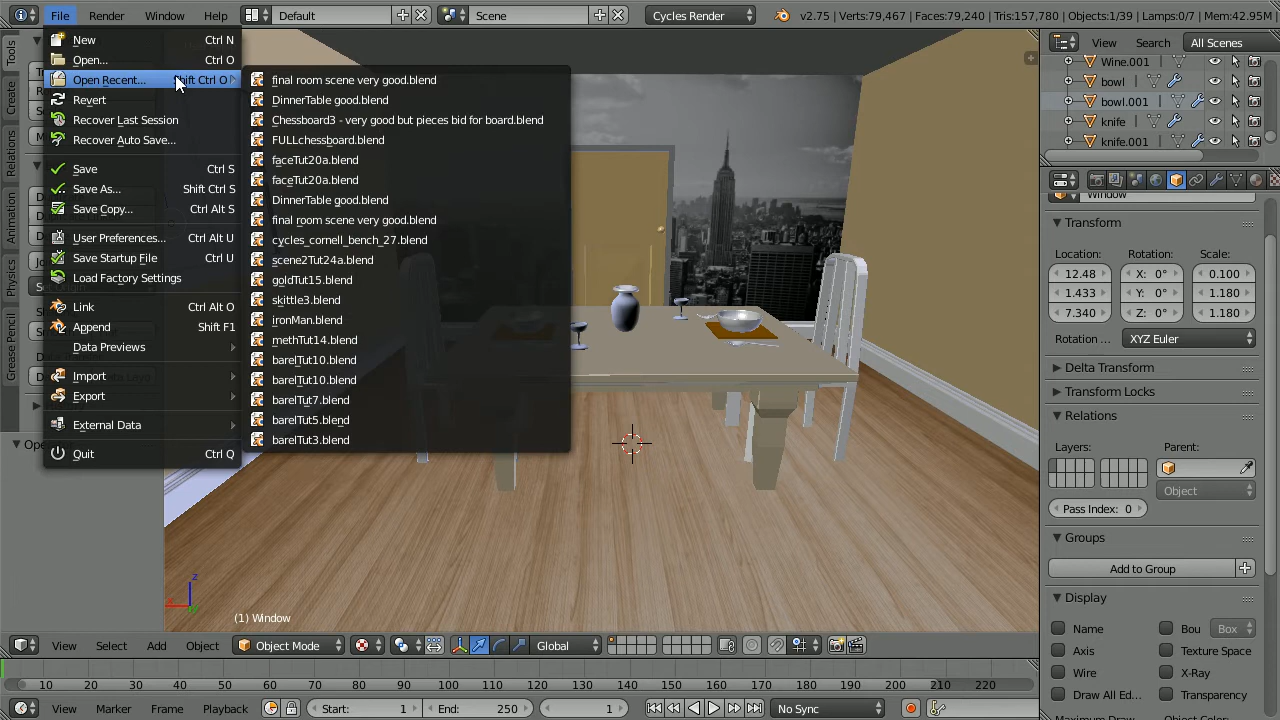 File Render Window Help Default Scene Cycles Render v2.75 | Verts:79,467 | Faces:79,240 | Tris:157,780 | Objects:1/39 | Lamps:0/7 | Mem:42.95M
New Ctrl N
Open... Ctrl O
Open Recent... Shift Ctrl O
Revert
Recover Last Session
Recover Auto Save...
Save Ctrl S
Save As... Shift Ctrl S
Save Copy... Ctrl Alt S
User Preferences... Ctrl Alt U
Save Startup File Ctrl U
Load Factory Settings
Link Ctrl Alt O
Append Shift F1
Data Previews
Import
Export
External Data
Quit Ctrl Q
final room scene very good.blend
DinnerTable good.blend
Chessboard3 - very good but pieces bid for board.blend
FULLchessboard.blend
faceTut20a.blend
faceTut20a.blend
DinnerTable good.blend
final room scene very good.blend
cycles_cornell_bench_27.blend
scene2Tut24a.blend
goldTut15.blend
skittle3.blend
ironMan.blend
methTut14.blend
barelTut10.blend
barelTut10.blend
barelTut7.blend
barelTut5.blend
barelTut3.blend
Tools
Create
Relations
Animation
Physics
Grease Pencil
(1) Window
View Search All Scenes
Wine.001
bowl
bowl.001
knife
knife.001
Window
Transform
Location: Rotation: Scale:
12.48 X: 0° 0.100
1.433 Y: 0° 1.180
7.340 Z: 0° 1.180
Rotation ... XYZ Euler
Delta Transform
Transform Locks
Relations
Layers: Parent:
Object
Pass Index: 0
Groups
Add to Group
Display
Name Bou Box
Axis Texture Space
Wire X-Ray
Draw All Ed... Transparency
View Select Add Object Object Mode Global
10 20 30 40 50 60 70 80 90 100 110 120 130 140 150 160 170 180 190 200 210 220
View Marker Frame Playback Start: 1 End: 250 1 No Sync